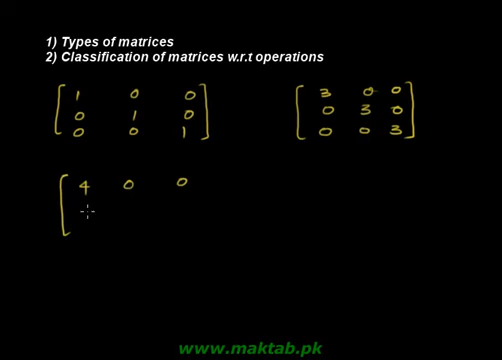 1) Types of matrices
2) Classification of matrices w.r.t operations
1 0 0
0 1 0
0 0 1
3 0 0
0 3 0
0 0 3
4 0 0
www.maktab.pk